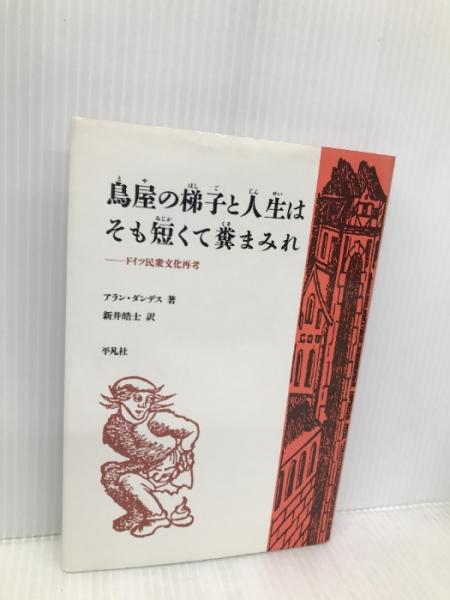 鳥屋の梯子と人生は
そも短くて糞まみれ
——ドイツ民衆文化再考
アラン・ダンデス 著
新井皓士 訳
平凡社